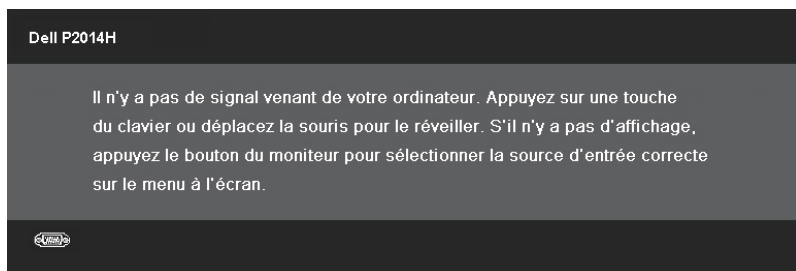 Dell P2014H
Il n'y a pas de signal venant de votre ordinateur. Appuyez sur une touche
du clavier ou déplacez la souris pour le réveiller. S'il n'y a pas d'affichage,
appuyez le bouton du moniteur pour sélectionner la source d'entrée correcte
sur le menu à l'écran.